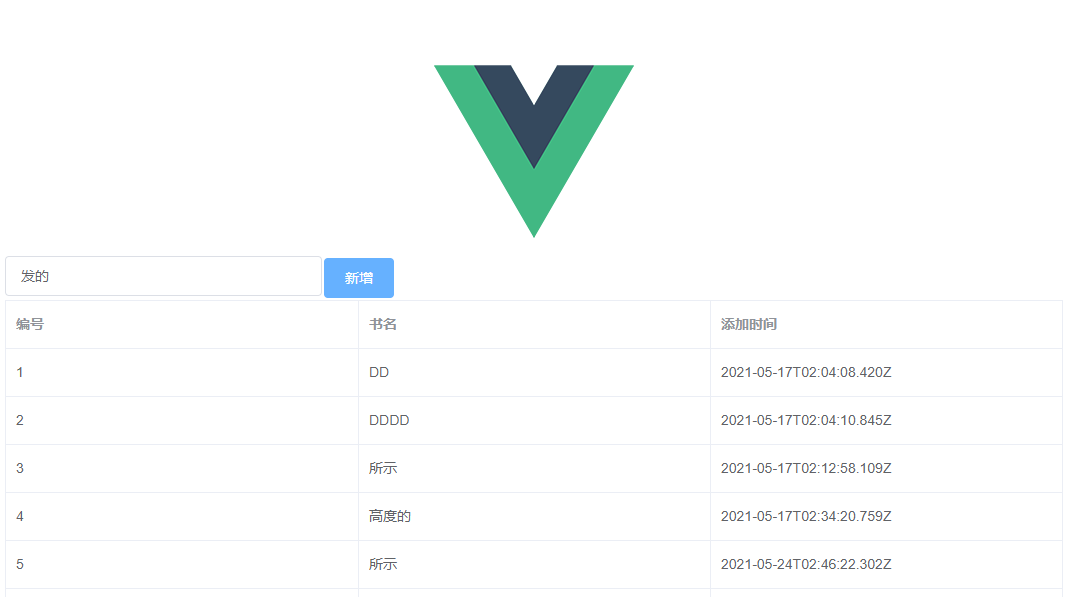 发的 新增
编号 书名 添加时间
1 DD 2021-05-17T02:04:08.420Z
2 DDDD 2021-05-17T02:04:10.845Z
3 所示 2021-05-17T02:12:58.109Z
4 高度的 2021-05-17T02:34:20.759Z
5 所示 2021-05-24T02:46:22.302Z